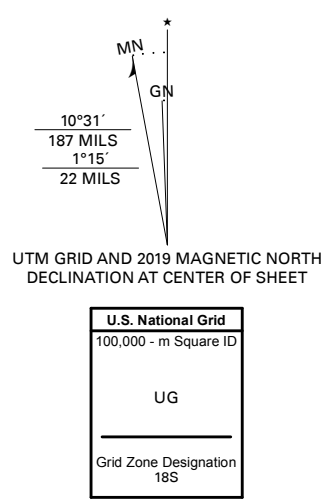 ★
MN
GN
10°31´
187 MILS
1°15´
22 MILS
UTM GRID AND 2019 MAGNETIC NORTH
DECLINATION AT CENTER OF SHEET
U.S. National Grid
100,000 - m Square ID
UG
Grid Zone Designation
18S